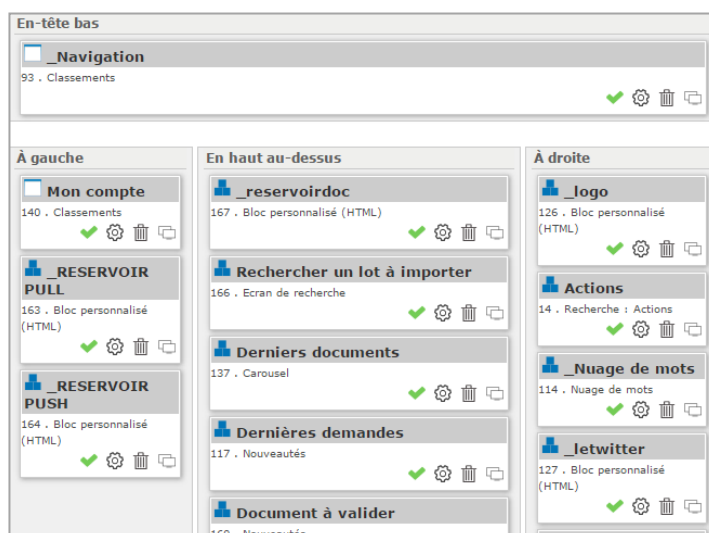 En-tête bas
_Navigation
93 . Classements
À gauche
Mon compte
140 . Classements
_RESERVOIR
PULL
163 . Bloc personnalisé
(HTML)
_RESERVOIR
PUSH
164 . Bloc personnalisé
(HTML)
En haut au-dessus
_reservoirdoc
167 . Bloc personnalisé (HTML)
Rechercher un lot à importer
166 . Ecran de recherche
Derniers documents
137 . Carousel
Dernières demandes
117 . Nouveautés
Document à valider
À droite
_logo
126 . Bloc personnalisé
(HTML)
Actions
14 . Recherche : Actions
_Nuage de mots
114 . Nuage de mots
_letwitter
127 . Bloc personnalisé
(HTML)